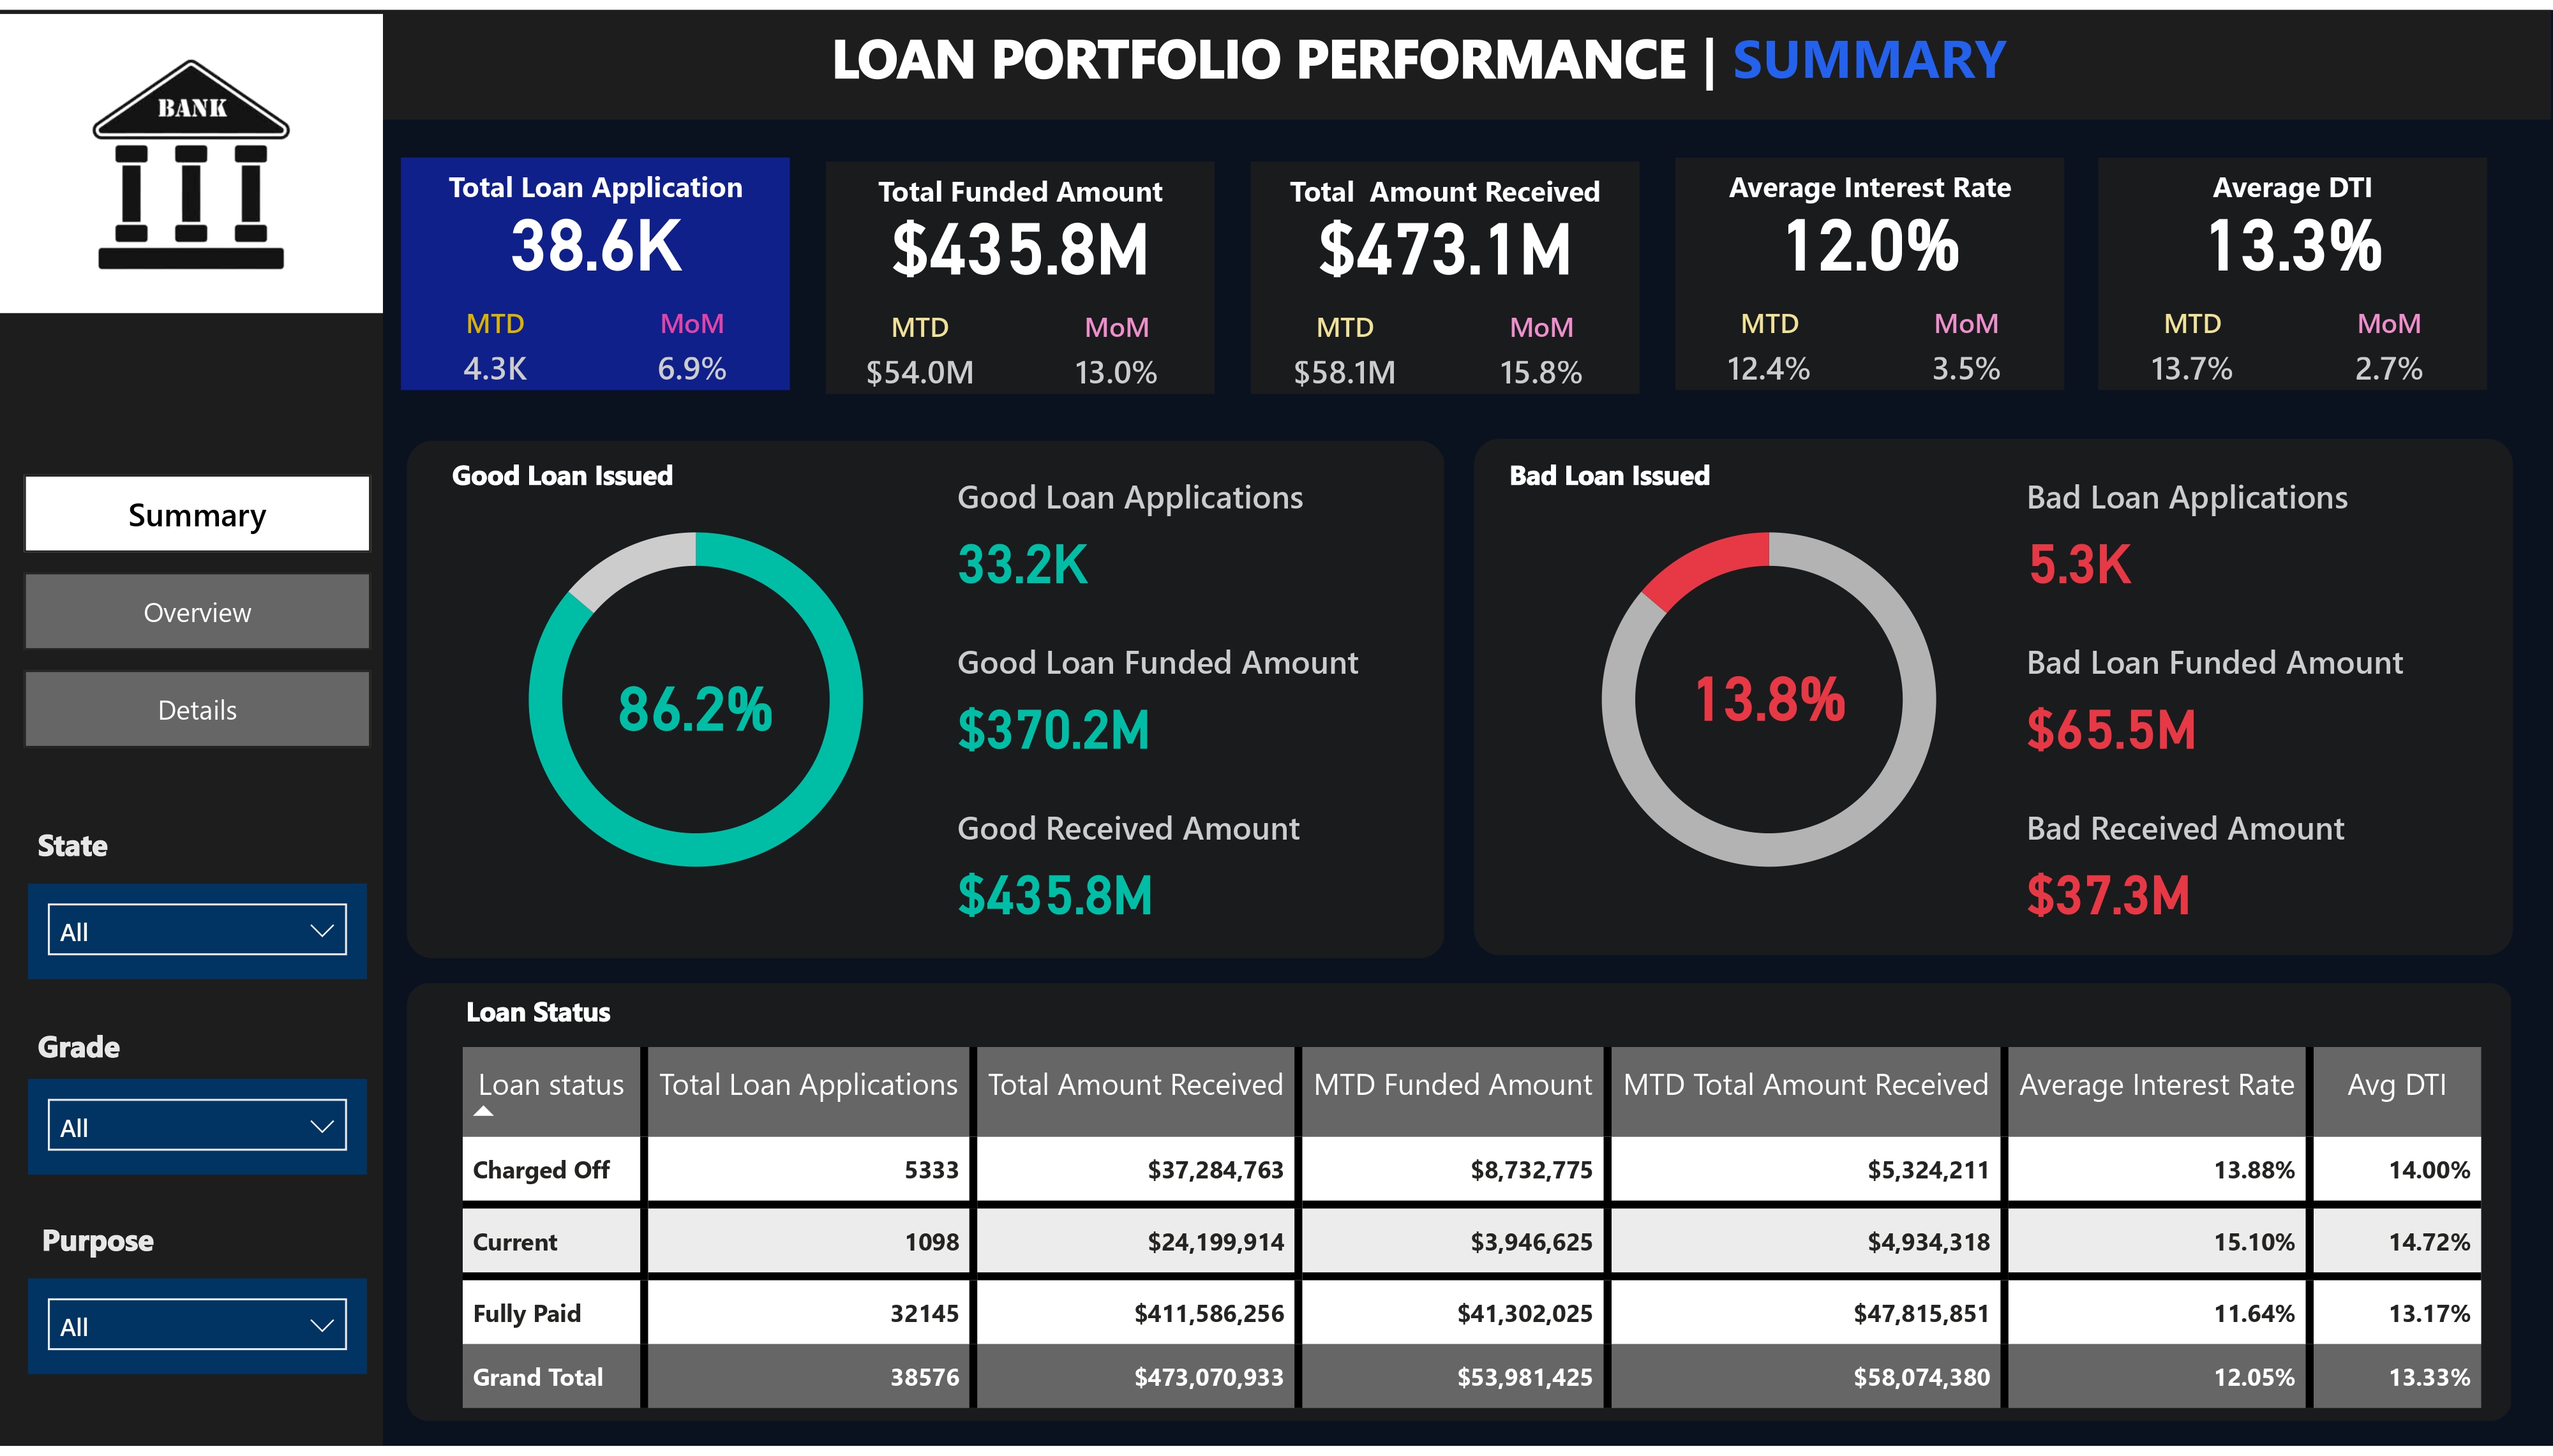 BANK
LOAN PORTFOLIO PERFORMANCE | SUMMARY
Total Loan Application
38.6K
MTD MoM
4.3K 6.9%
Total Funded Amount
$435.8M
MTD MoM
$54.0M 13.0%
Total Amount Received
$473.1M
MTD MoM
$58.1M 15.8%
Average Interest Rate
12.0%
MTD MoM
12.4% 3.5%
Average DTI
13.3%
MTD MoM
13.7% 2.7%
Summary
Overview
Details
State
All
Grade
All
Purpose
All
Good Loan Issued
86.2%
Good Loan Applications
33.2K
Good Loan Funded Amount
$370.2M
Good Received Amount
$435.8M
Bad Loan Issued
13.8%
Bad Loan Applications
5.3K
Bad Loan Funded Amount
$65.5M
Bad Received Amount
$37.3M
Loan Status
Loan status Total Loan Applications Total Amount Received MTD Funded Amount MTD Total Amount Received Average Interest Rate Avg DTI
Charged Off 5333 $37,284,763 $8,732,775 $5,324,211 13.88% 14.00%
Current 1098 $24,199,914 $3,946,625 $4,934,318 15.10% 14.72%
Fully Paid 32145 $411,586,256 $41,302,025 $47,815,851 11.64% 13.17%
Grand Total 38576 $473,070,933 $53,981,425 $58,074,380 12.05% 13.33%